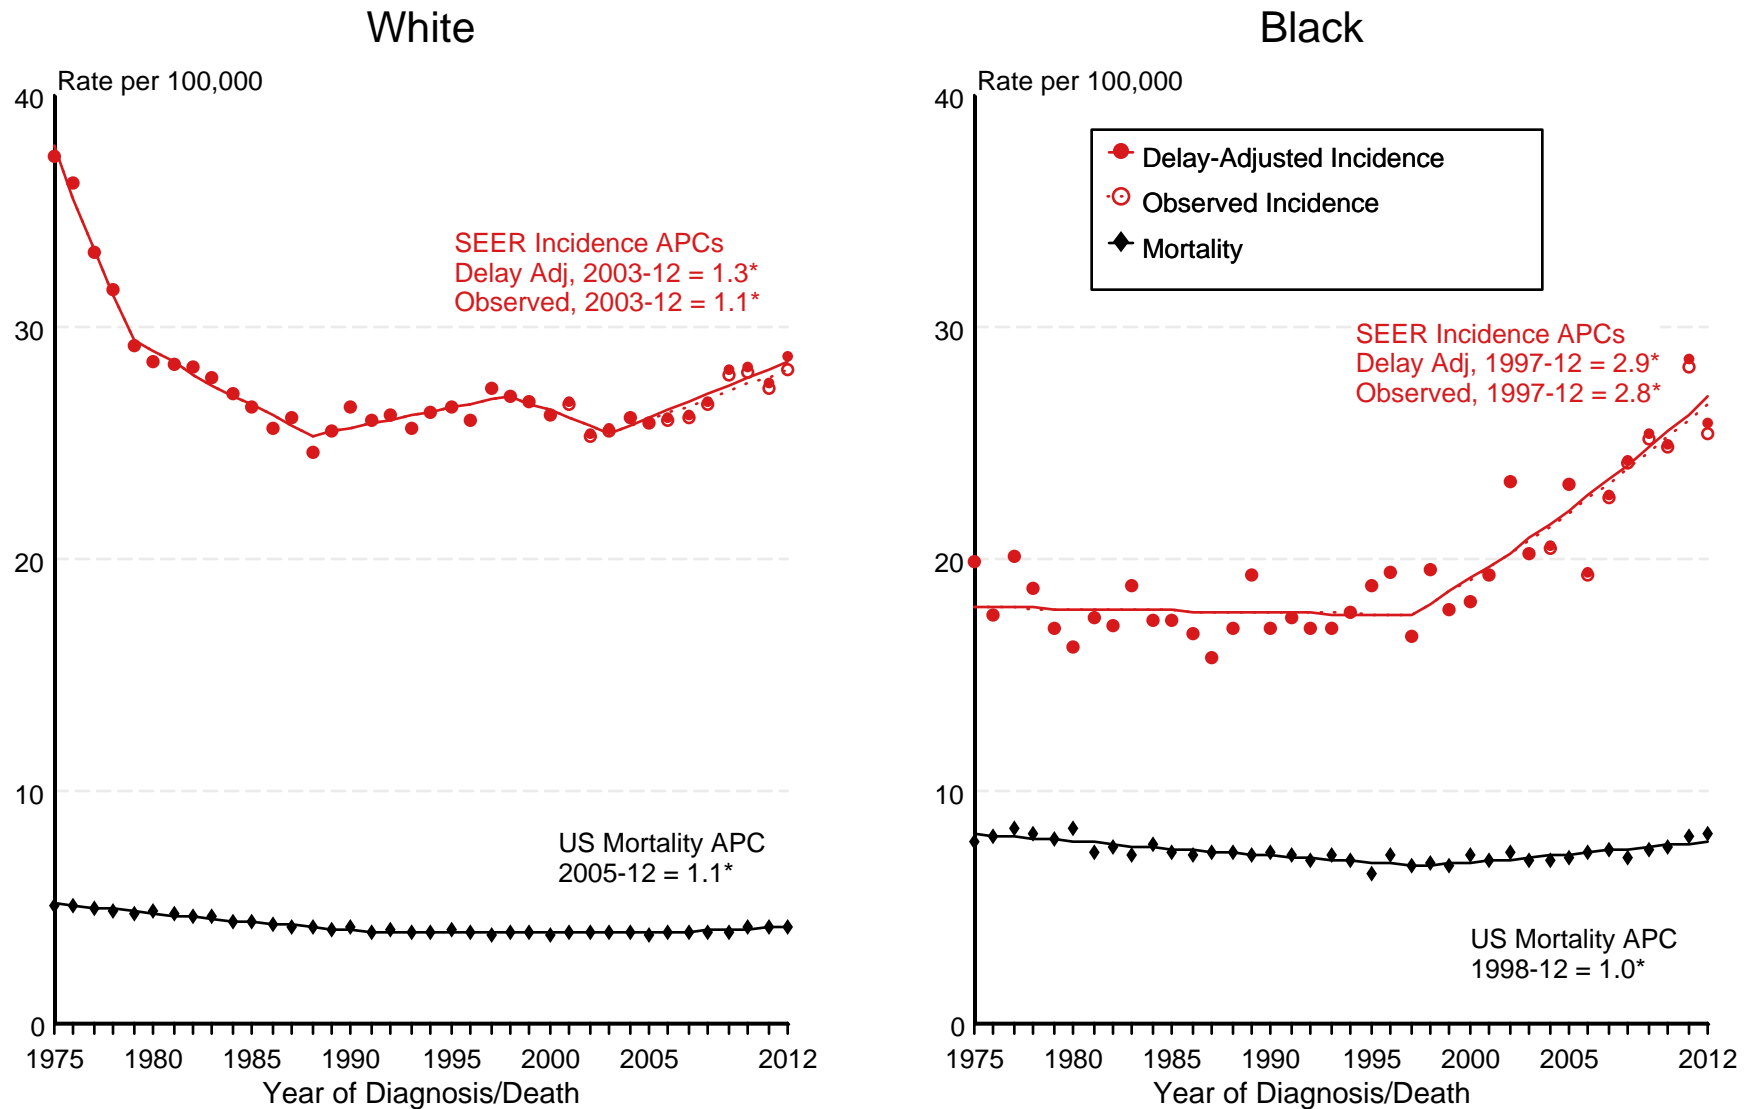 White
Rate per 100,000
40
30
20
10
0
SEER Incidence APCs
Delay Adj, 2003-12 = 1.3*
Observed, 2003-12 = 1.1*
US Mortality APC
2005-12 = 1.1*
1975 1980 1985 1990 1995 2000 2005 2012
Year of Diagnosis/Death
Black
Rate per 100,000
40
30
20
10
0
Delay-Adjusted Incidence
Observed Incidence
Mortality
SEER Incidence APCs
Delay Adj, 1997-12 = 2.9*
Observed, 1997-12 = 2.8*
US Mortality APC
1998-12 = 1.0*
1975 1980 1985 1990 1995 2000 2005 2012
Year of Diagnosis/Death